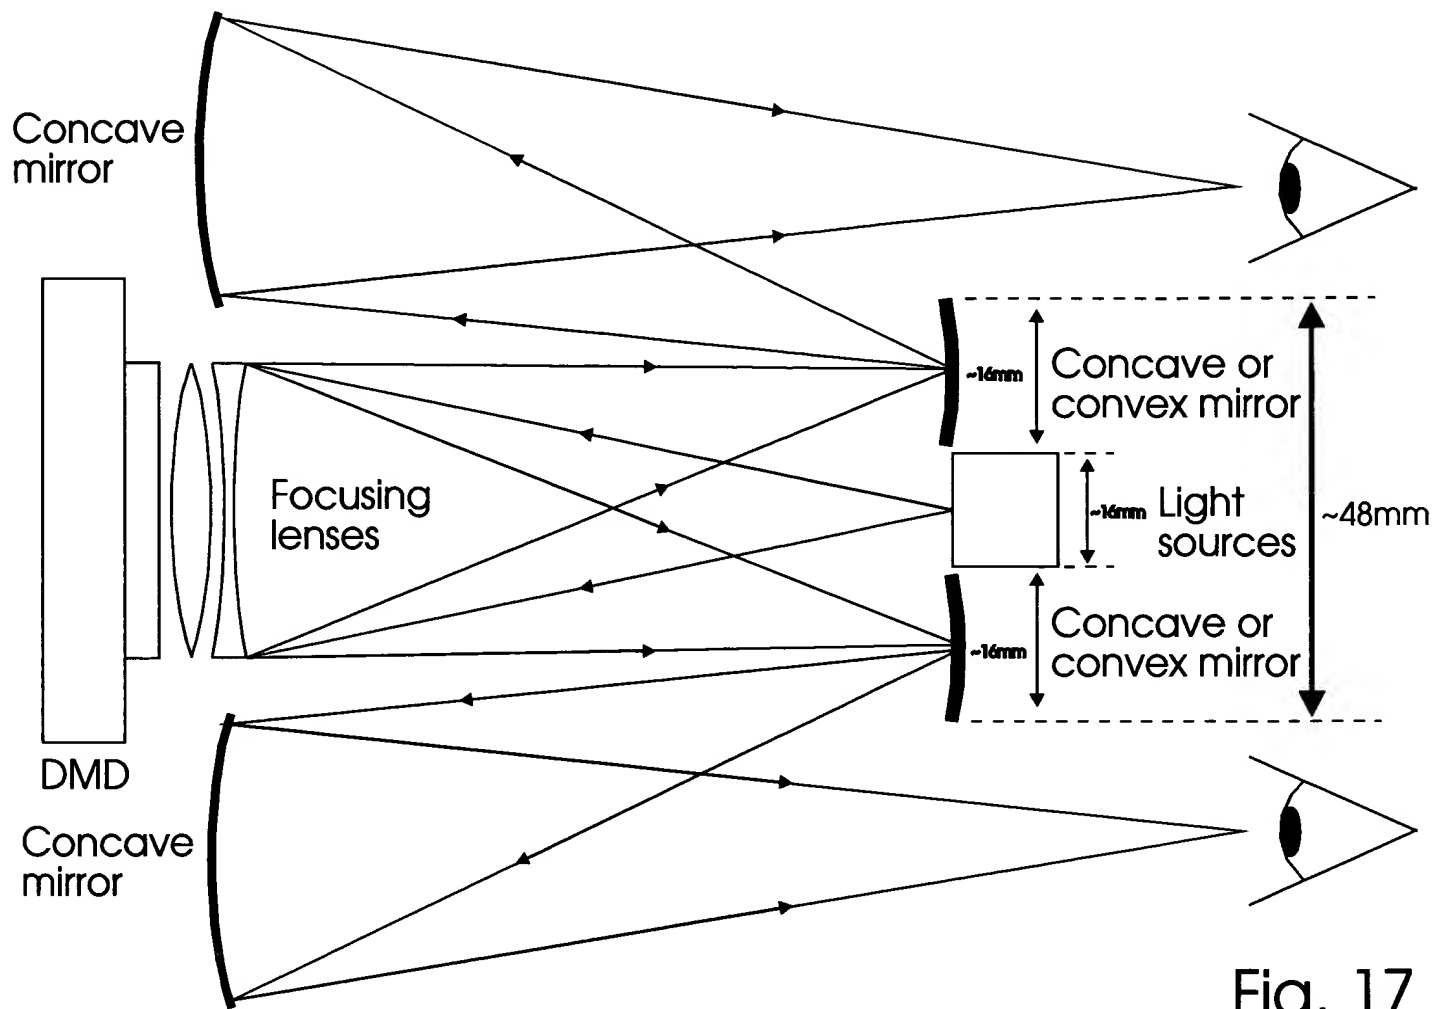 Concave
mirror
~16mm
Concave or
convex mirror
Focusing
lenses
~16mm
Light
sources
~48mm
~16mm
Concave or
convex mirror
DMD
Concave
mirror
Fig. 17